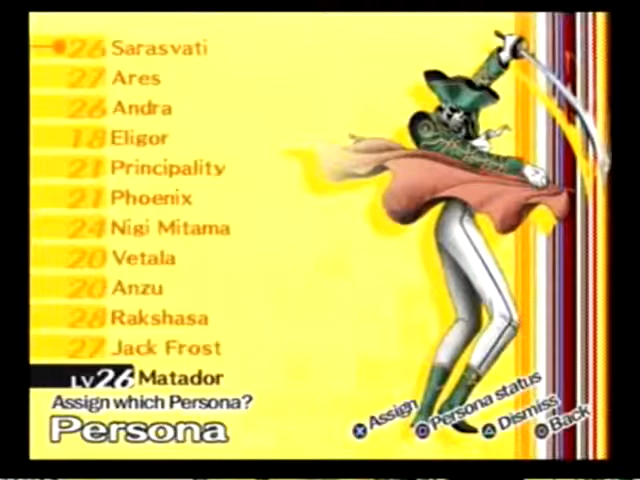 26 Sarasvati
27 Ares
26 Andra
18 Eligor
21 Principality
21 Phoenix
24 Nigi Mitama
20 Vetala
20 Anzu
28 Rakshasa
27 Jack Frost
LV26 Matador
Assign which Persona?
Persona
Assign Persona status Dismiss Back